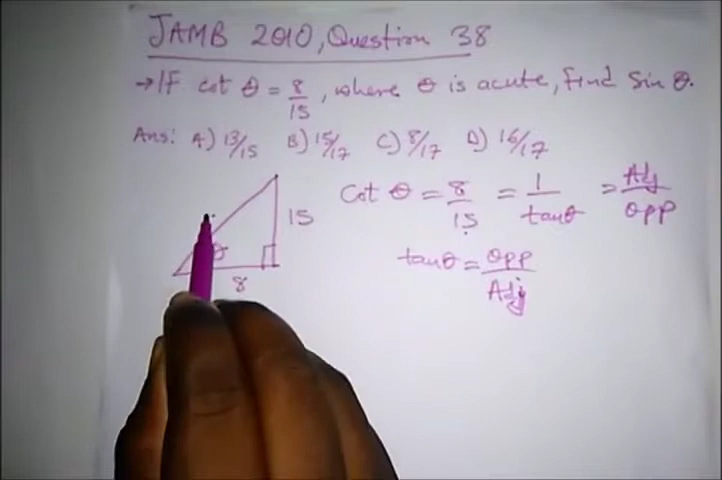 JAMB 2010, Question 38
→ If cot θ = 8/15, where θ is acute, find Sin θ.
Ans: A) 13/15 B) 15/17 C) 8/17 D) 16/17
Cot θ = 8/15 = 1/tanθ = Adj/opp
15
tanθ = opp/Adj
θ
8